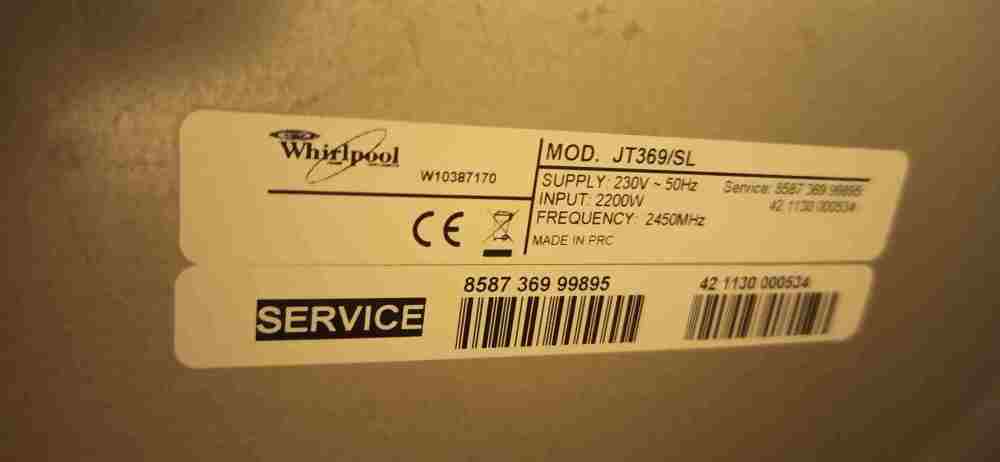 Whirlpool
W10387170
MOD. JT369/SL
SUPPLY: 230V ~ 50Hz
INPUT: 2200W
FREQUENCY: 2450MHz
MADE IN PRC
Service: 8587 369 99895
42 1130 000534
CE
SERVICE
8587 369 99895
42 1130 000534